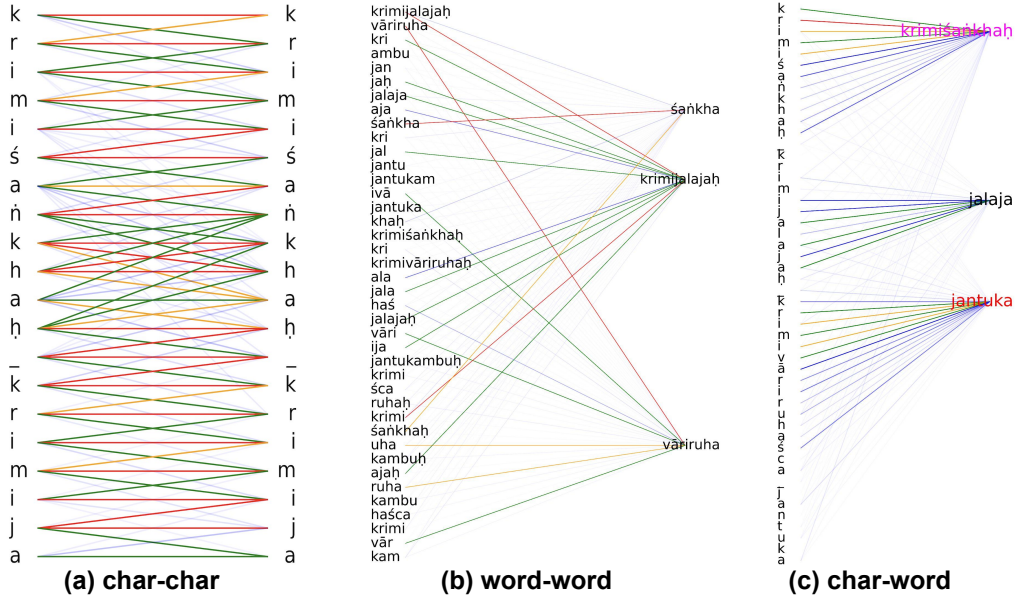 k k
r r
i i
m m
i i
ś ś
a a
ṅ ṅ
k k
h h
a a
ḥ ḥ
_ _
k k
r r
i i
m m
i i
j j
a a
(a) char-char
krimijalajaḥ
vāriruha
kri
ambu
jan
jaḥ
jalaja
aja
śaṅkha
kri
jal
jantu
jantukam
ivā
jantuka
khaḥ
krimiśaṅkhaḥ
kri
krimivāriruhaḥ
ala
jala
haś
jalajaḥ
vāri
ija
jantukambuḥ
krimi
śca
ruhaḥ
krimi
śaṅkhaḥ
uha
kambuḥ
ajaḥ
ruha
kambu
haśca
krimi
vār
kam
śaṅkha
krimijalajaḥ
vāriruha
(b) word-word
k
r
i
m
i
ś
a
ṅ
k
h
a
ḥ
_
k
r
i
m
i
j
a
l
a
j
a
ḥ
_
k
r
i
m
i
v
ā
r
i
r
u
h
a
ś
c
a
_
j
a
n
t
u
k
a
krimiśaṅkhaḥ
jalaja
jantuka
(c) char-word